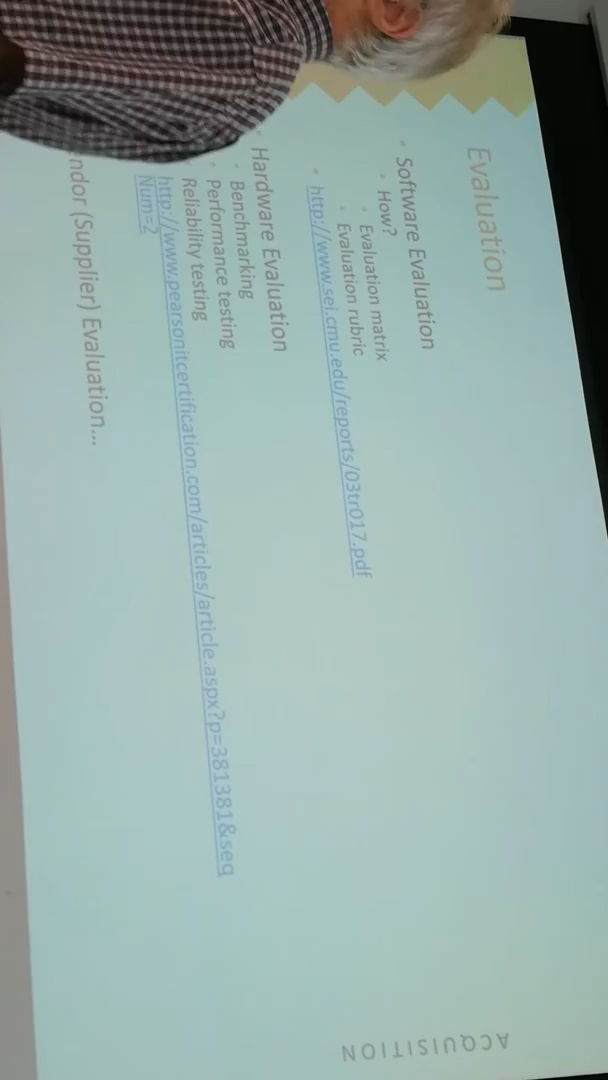 Evaluation
Software Evaluation
How?
Evaluation matrix
Evaluation rubric
http://www.sei.cmu.edu/reports/03tr017.pdf
Hardware Evaluation
Benchmarking
Performance testing
Reliability testing
http://www.pearsonitcertification.com/articles/article.aspx?p=381381&seq
Num=2
ndor (Supplier) Evaluation...
ACQUISITION